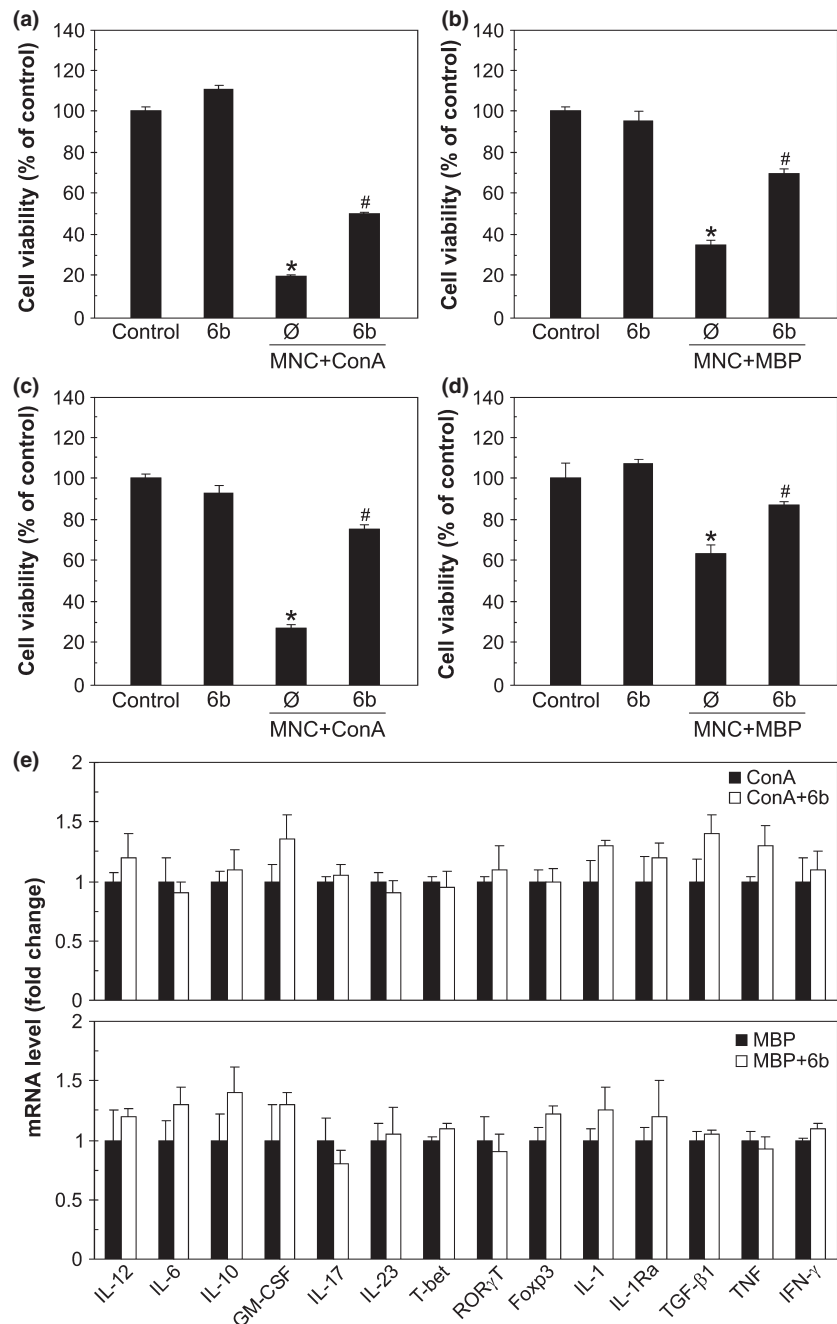 (a)
Cell viability (% of control)
140
120
100
80
60
40
20
0
*
#
Control 6b Ø 6b
MNC+ConA
(b)
Cell viability (% of control)
140
120
100
80
60
40
20
0
*
#
Control 6b Ø 6b
MNC+MBP
(c)
Cell viability (% of control)
140
120
100
80
60
40
20
0
*
#
Control 6b Ø 6b
MNC+ConA
(d)
Cell viability (% of control)
140
120
100
80
60
40
20
0
*
#
Control 6b Ø 6b
MNC+MBP
(e)
mRNA level (fold change)
2
1.5
1
0.5
0
ConA
ConA+6b
2
1.5
1
0.5
0
MBP
MBP+6b
IL-12 IL-6 IL-10 GM-CSF IL-17 IL-23 T-bet RORγT Foxp3 IL-1 IL-1Ra TGF-β1 TNF IFN-γ